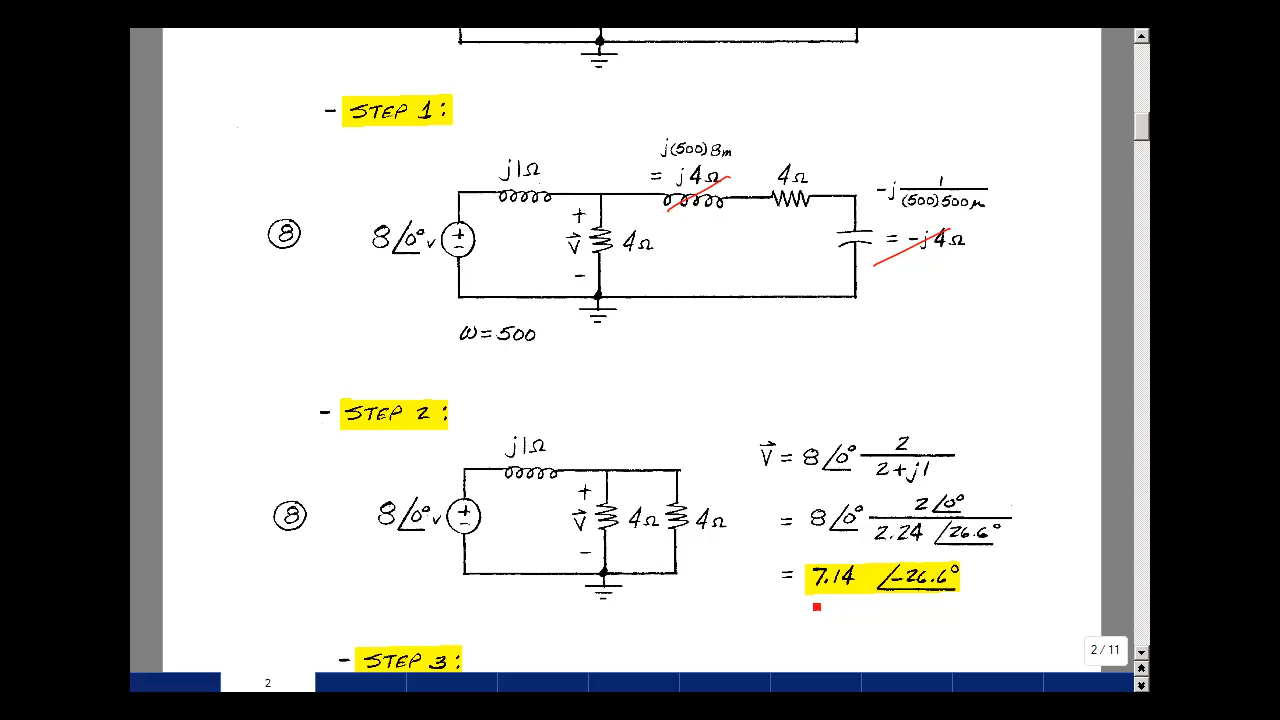 - STEP 1:
j(500)8m
j1Ω
= j4Ω
4Ω
-j 1/(500)500μ
= -j4Ω
8
8∠0° v
+
V⃗
-
4Ω
ω=500
- STEP 2:
j1Ω
8
8∠0° v
+
V⃗
-
4Ω
4Ω
V⃗ = 8∠0° 2/2+j1
= 8∠0° 2∠0°/2.24 ∠26.6°
= 7.14 ∠-26.6°
- STEP 3:
2 / 11
2